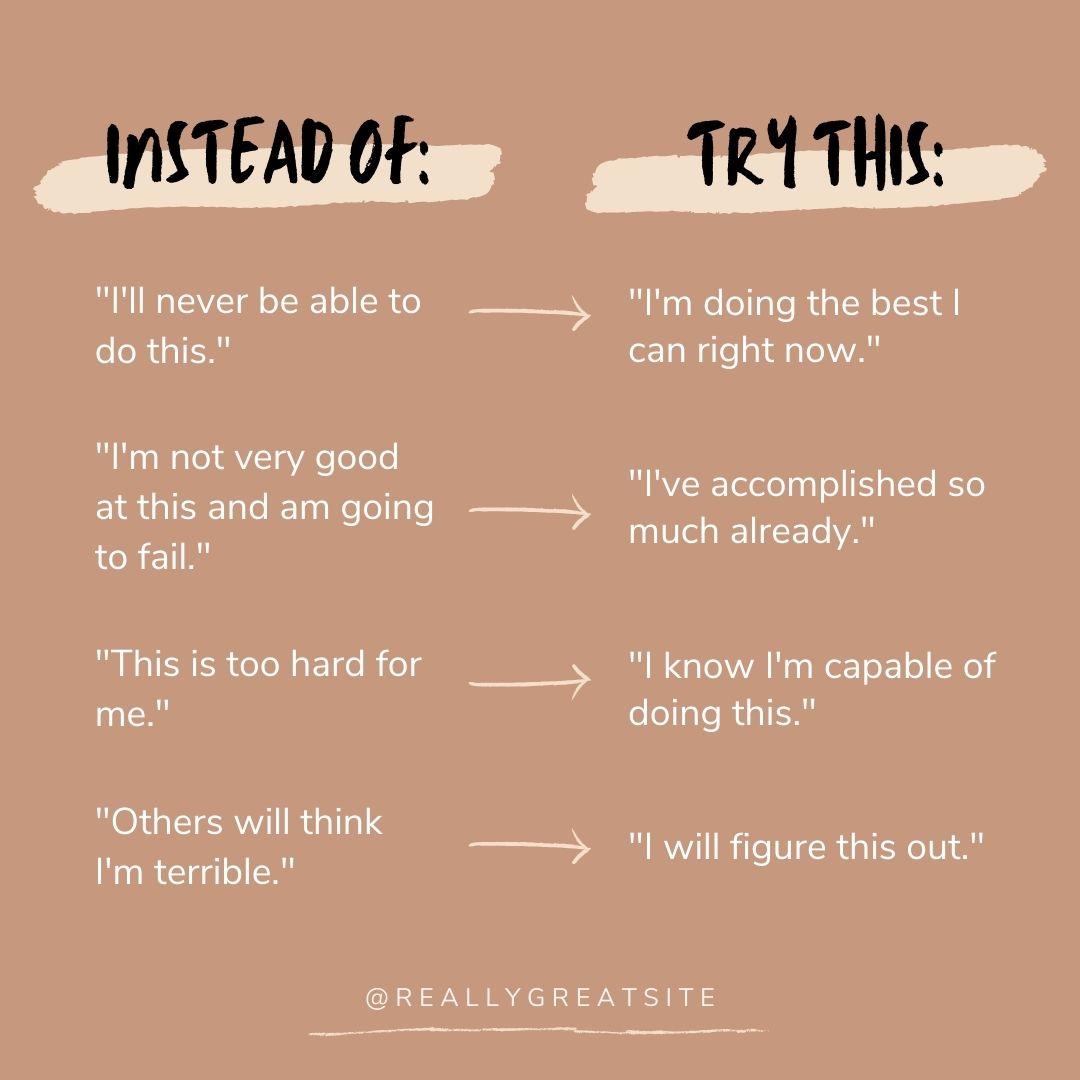 INSTEAD OF:
TRY THIS:
"I'll never be able to
do this."
"I'm doing the best I
can right now."
"I'm not very good
at this and am going
to fail."
"I've accomplished so
much already."
"This is too hard for
me."
"I know I'm capable of
doing this."
"Others will think
I'm terrible."
"I will figure this out."
@REALLYGREATSITE